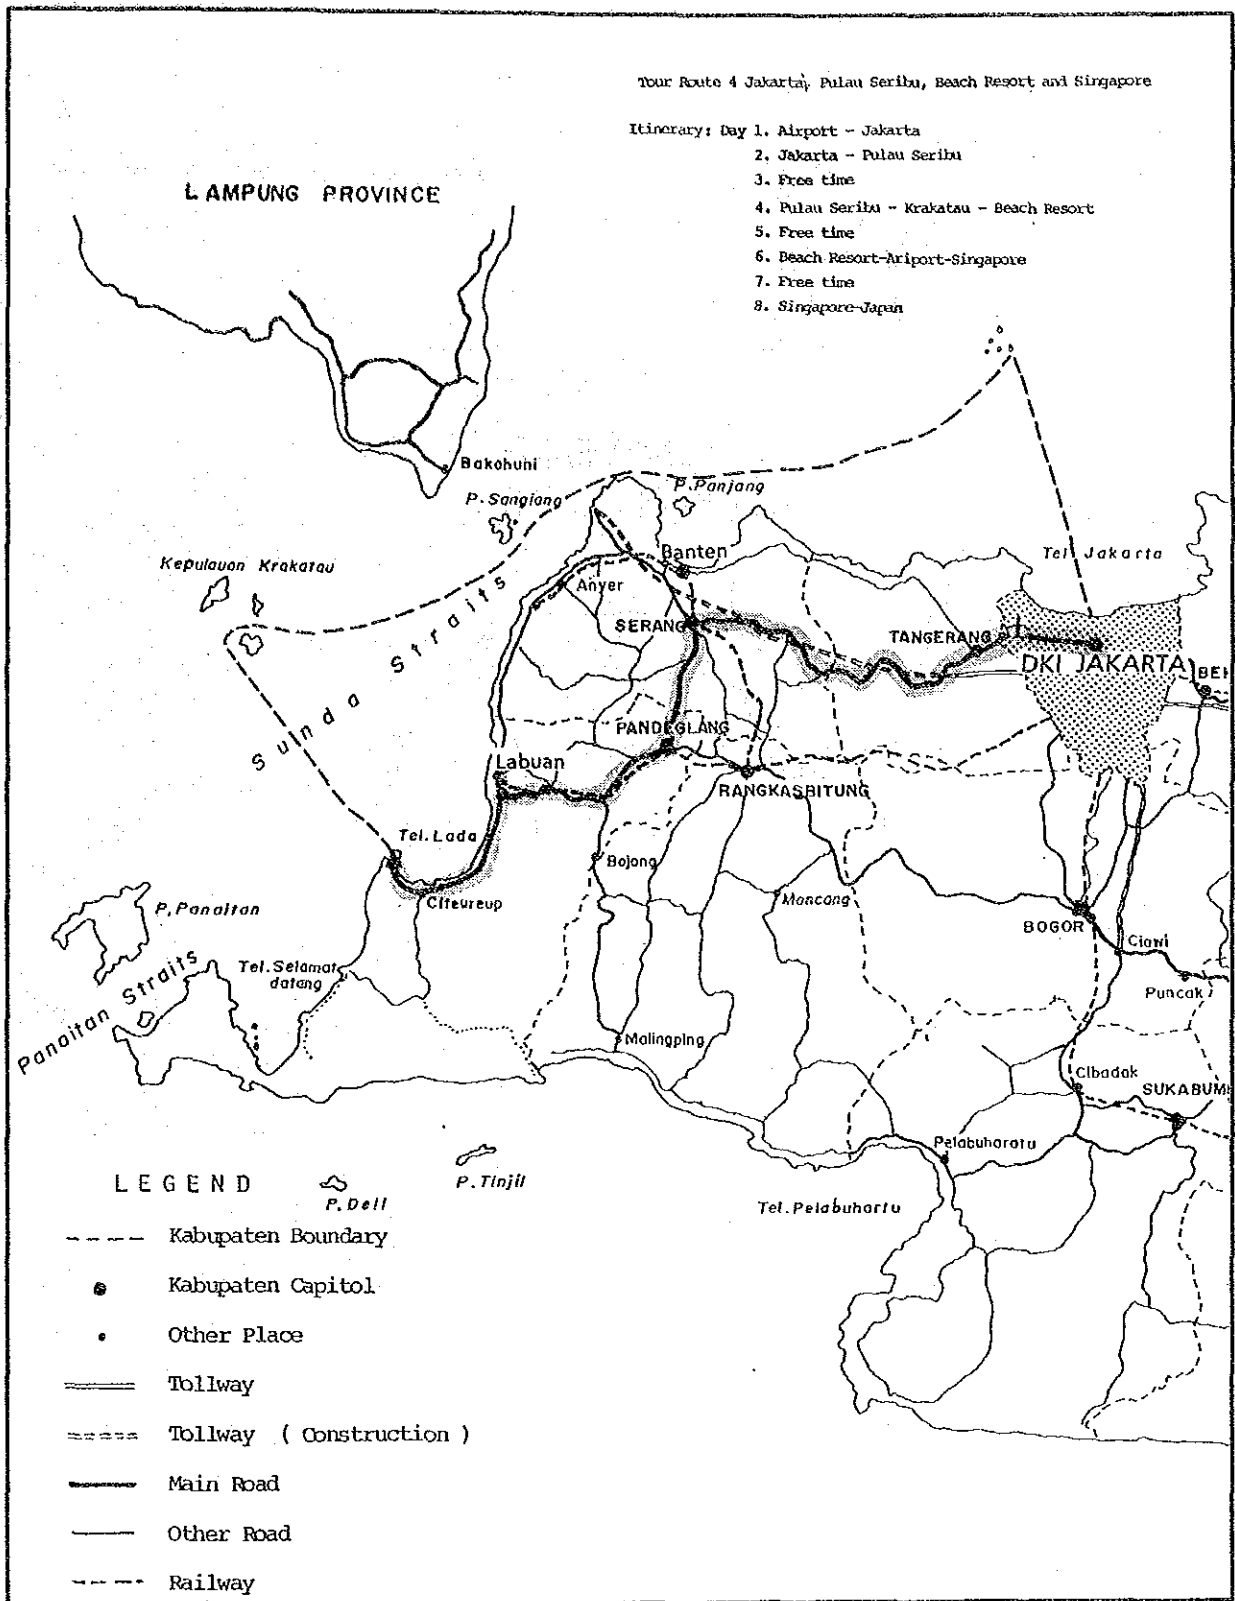 Tour Route 4 Jakarta, Pulau Seribu, Beach Resort and Singapore
Itinerary: Day 1. Airport - Jakarta
2. Jakarta - Pulau Seribu
3. Free time
4. Pulau Seribu - Krakatau - Beach Resort
5. Free time
6. Beach Resort-Ariport-Singapore
7. Free time
8. Singapore-Japan
LAMPUNG PROVINCE
Bakohuni
P. Sangiang
P. Panjang
Kepulauan Krakatau
Tel. Jakarta
Banten
Anyer
Sunda Straits
SERANG
TANGERANG
DKI JAKARTA
BEK
PANDEGLANG
Labuan
RANGKASBITUNG
Tel. Lada
Bojong
Citeureup
Moncang
P. Panaitan
BOGOR
Ciawi
Tel. Selamat
datang
Puncak
Panaitan Straits
Malingping
Cibadak
SUKABUMI
Pelabuharatu
P. Tinjil
P. Deli
Tel. Pelabuhartu
LEGEND
Kabupaten Boundary
Kabupaten Capitol
Other Place
Tollway
Tollway ( Construction )
Main Road
Other Road
Railway